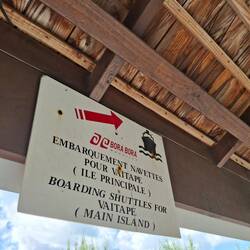 BORA BORA
EMBARQUEMENT NAVETTES
POUR VAITAPE
( ILE PRINCIPALE )
BOARDING SHUTTLES FOR
VAITAPE
( MAIN ISLAND )